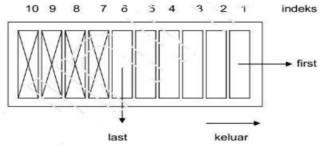 10 9 8 7 6 5 4 3 2 1 indeks
first
last keluar